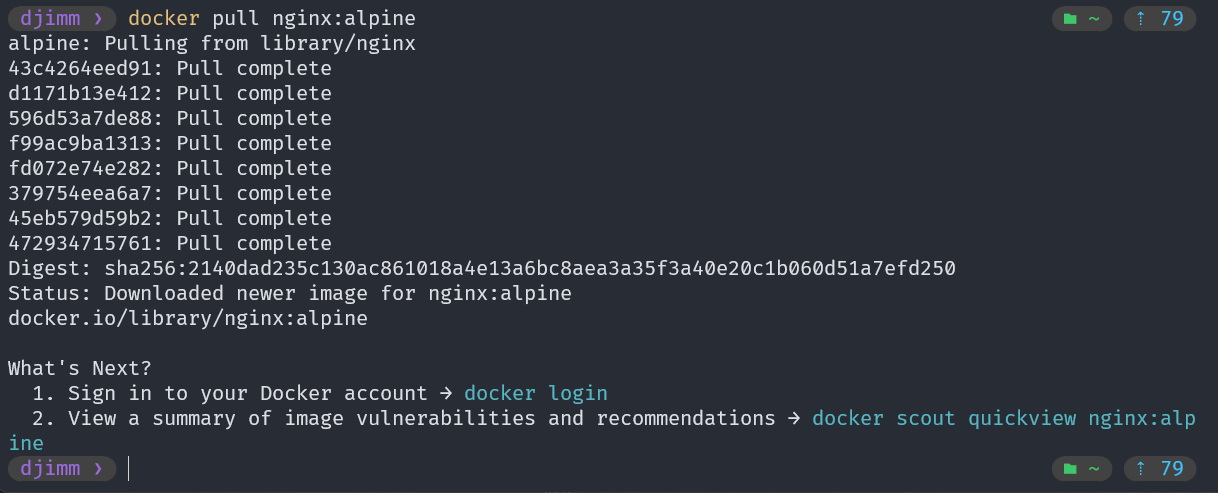 djimm ❯ docker pull nginx:alpine ~ ⇡ 79
alpine: Pulling from library/nginx
43c4264eed91: Pull complete
d1171b13e412: Pull complete
596d53a7de88: Pull complete
f99ac9ba1313: Pull complete
fd072e74e282: Pull complete
379754eea6a7: Pull complete
45eb579d59b2: Pull complete
472934715761: Pull complete
Digest: sha256:2140dad235c130ac861018a4e13a6bc8aea3a35f3a40e20c1b060d51a7efd250
Status: Downloaded newer image for nginx:alpine
docker.io/library/nginx:alpine
What's Next?
1. Sign in to your Docker account → docker login
2. View a summary of image vulnerabilities and recommendations → docker scout quickview nginx:alp
ine
djimm ❯ ~ ⇡ 79